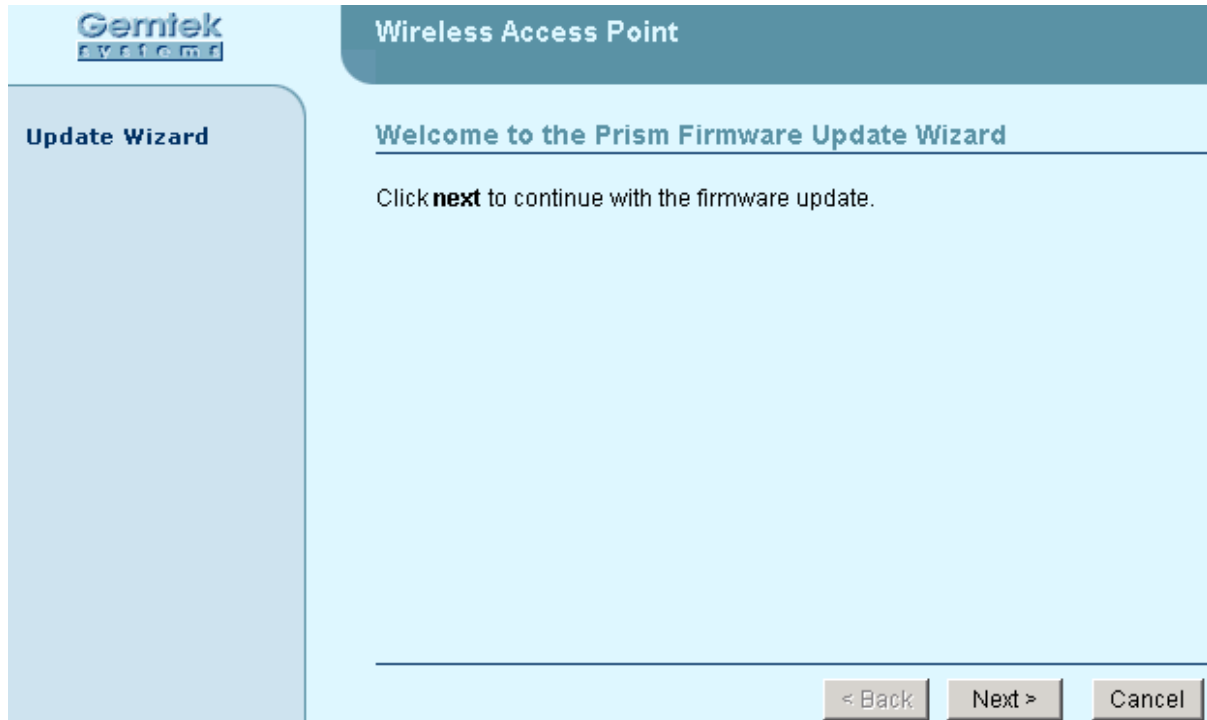 Gemtek
systems
Wireless Access Point
Update Wizard
Welcome to the Prism Firmware Update Wizard
Click next to continue with the firmware update.
< Back
Next >
Cancel